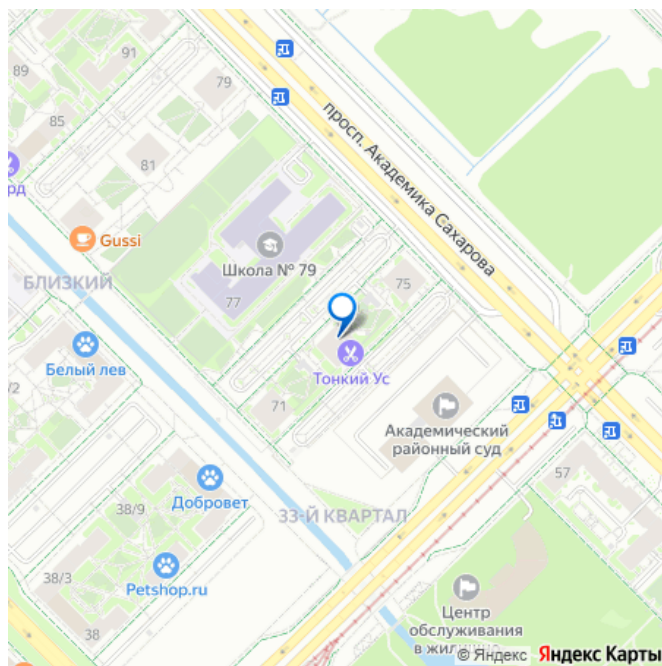 91
89
79
85
81
рд
Gussi
просп. Академика Сахарова
Школа № 79
77
75
БЛИЗКИЙ
Белый лев
/2
Тонкий Ус
71
Академический
районный суд
57
Добровет
38/9
33-Й КВАРТАЛ
38/3
Petshop.ru
38
Центр
обслуживания
© Яндекс Яндекс Карты